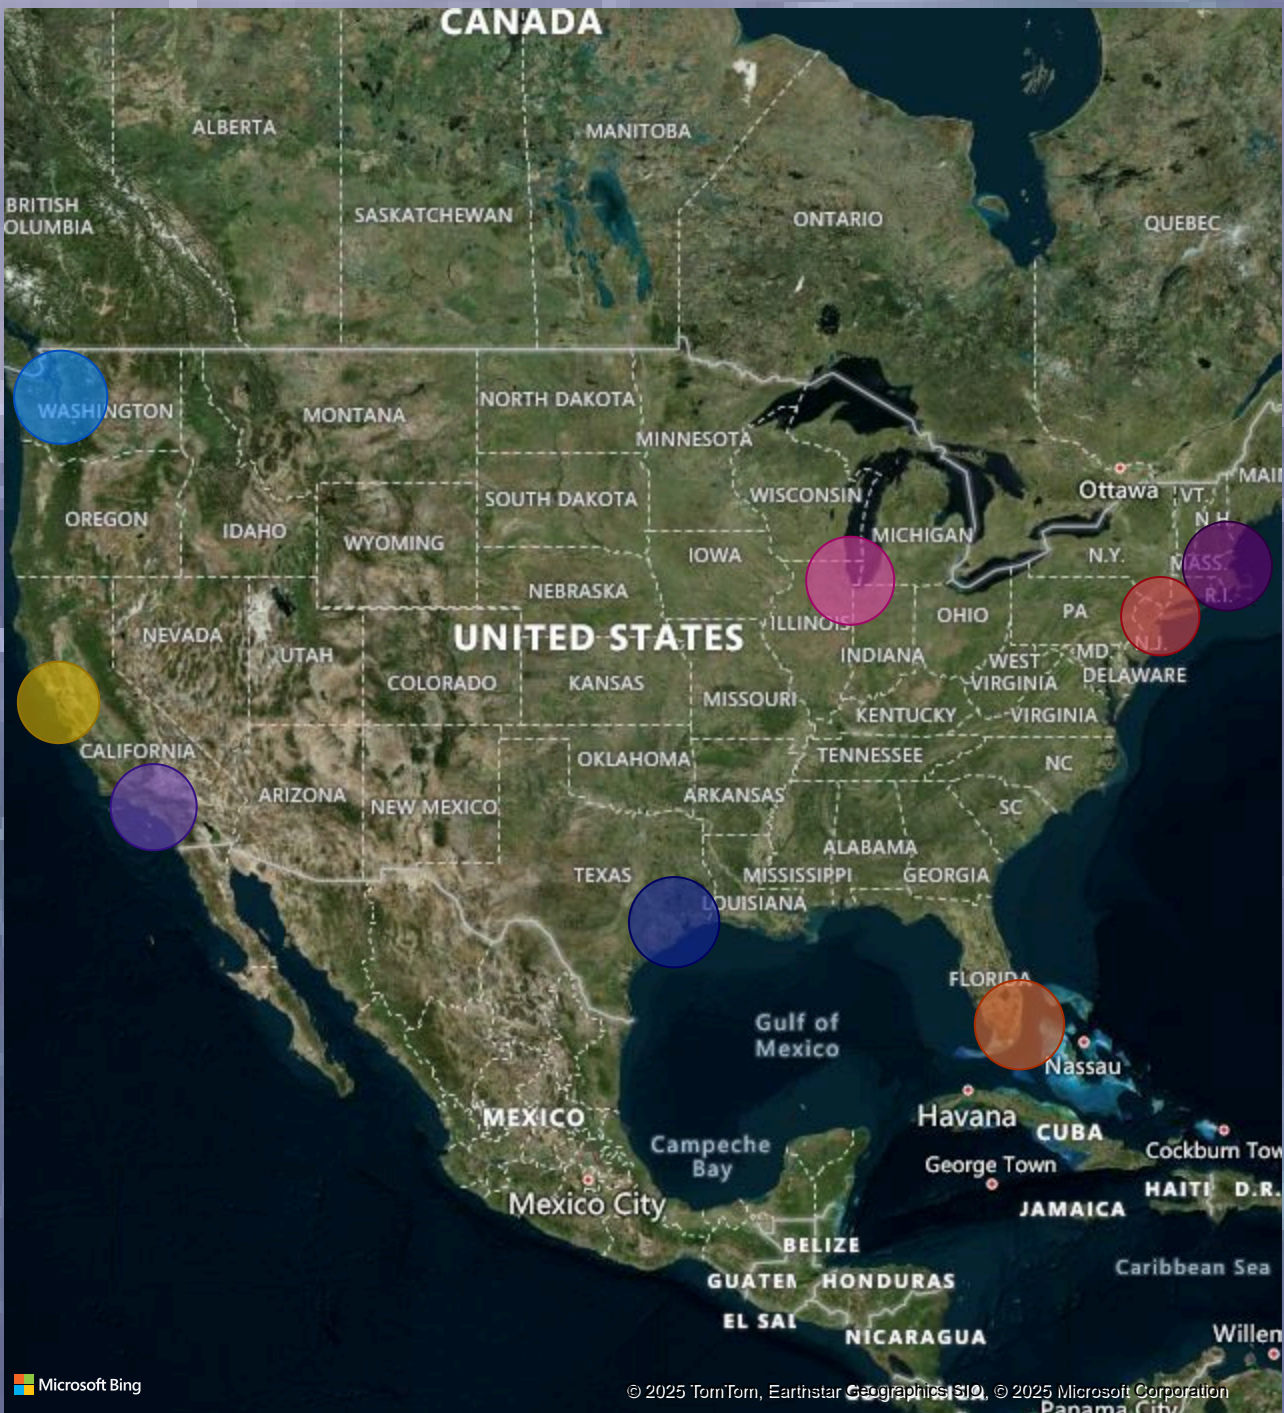 CANADA
ALBERTA
MANITOBA
BRITISH
OLUMBIA
SASKATCHEWAN
ONTARIO
QUEBEC
WASHINGTON
MONTANA
NORTH DAKOTA
MINNESOTA
MAI
Ottawa
VT.
SOUTH DAKOTA
WISCONSIN
N.H.
OREGON
IDAHO
WYOMING
MICHIGAN
IOWA
N.Y.
MASS.
NEBRASKA
R.I.
PA
OHIO
ILLINOIS
NEVADA
UNITED STATES
N.J.
UTAH
INDIANA
MD
WEST
VIRGINIA
DELAWARE
COLORADO
KANSAS
MISSOURI
KENTUCKY
VIRGINIA
CALIFORNIA
OKLAHOMA
TENNESSEE
NC
ARIZONA
NEW MEXICO
ARKANSAS
SC
ALABAMA
TEXAS
MISSISSIPPI
GEORGIA
LOUISIANA
FLORIDA
Gulf of
Mexico
Nassau
Havana
MEXICO
CUBA
Campeche
Bay
Cockburn Tow
George Town
HAITI
D.R.
Mexico City
JAMAICA
BELIZE
Caribbean Sea
GUATEM
HONDURAS
EL SAL
NICARAGUA
Willem
Microsoft Bing
© 2025 TomTom, Earthstar Geographics SIO, © 2025 Microsoft Corporation
Panama City